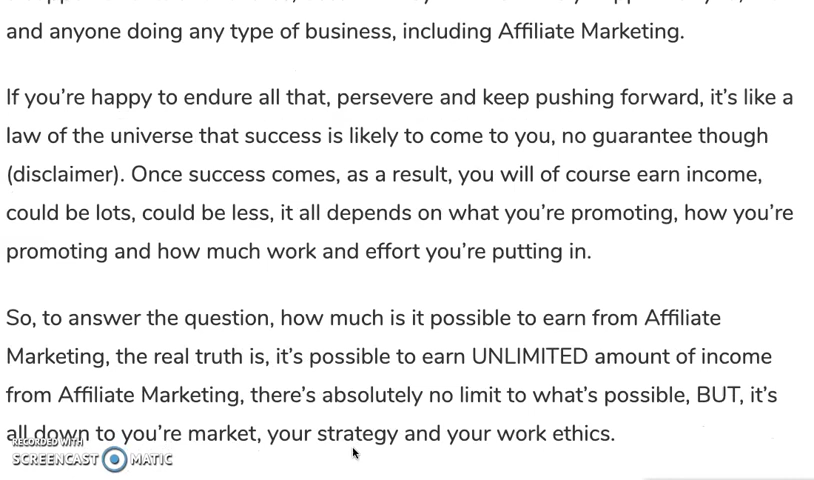 and anyone doing any type of business, including Affiliate Marketing.
If you’re happy to endure all that, persevere and keep pushing forward, it’s like a
law of the universe that success is likely to come to you, no guarantee though
(disclaimer). Once success comes, as a result, you will of course earn income,
could be lots, could be less, it all depends on what you’re promoting, how you’re
promoting and how much work and effort you’re putting in.
So, to answer the question, how much is it possible to earn from Affiliate
Marketing, the real truth is, it’s possible to earn UNLIMITED amount of income
from Affiliate Marketing, there’s absolutely no limit to what’s possible, BUT, it’s
all down to you’re market, your strategy and your work ethics.
RECORDED WITH
SCREENCAST MATIC